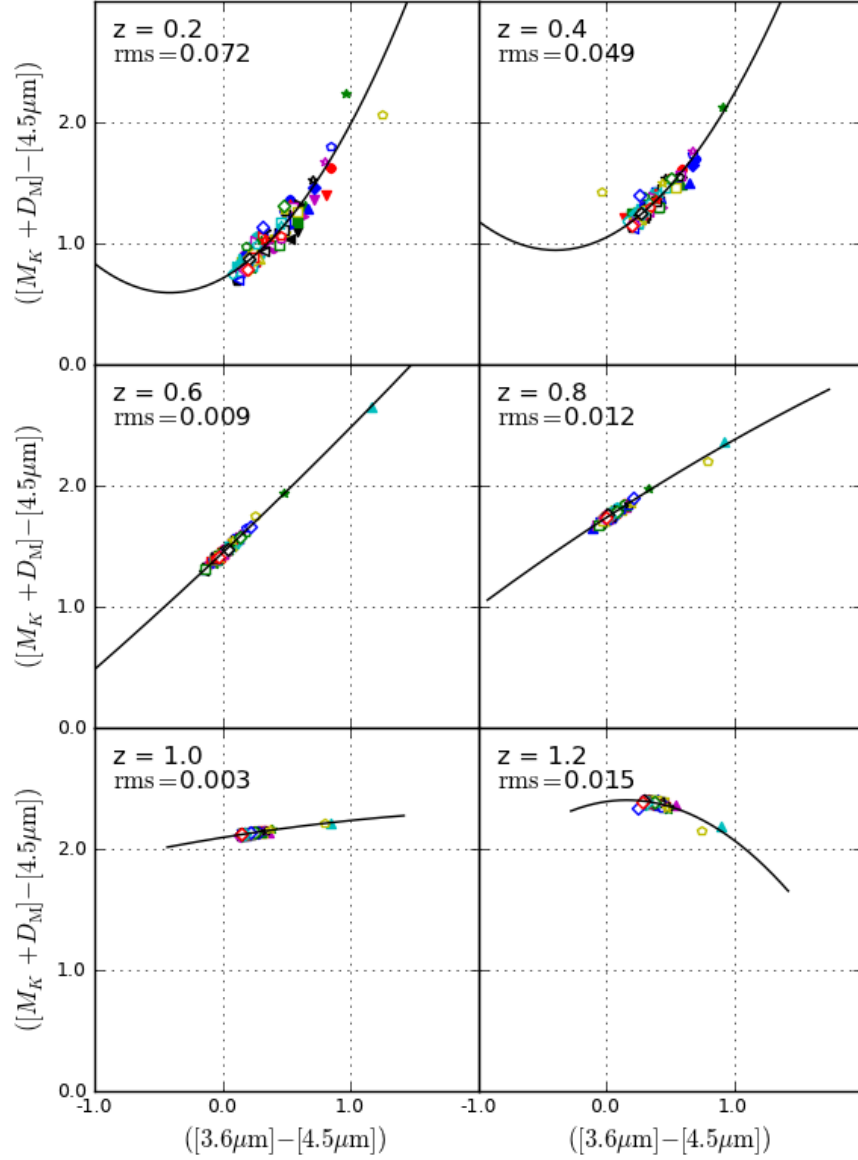 z = 0.2
rms=0.072
z = 0.4
rms=0.049
([M_K + D_M]−[4.5μm])
2.0
1.0
0.0
z = 0.6
rms=0.009
z = 0.8
rms=0.012
([M_K + D_M]−[4.5μm])
2.0
1.0
0.0
z = 1.0
rms=0.003
z = 1.2
rms=0.015
([M_K + D_M]−[4.5μm])
2.0
1.0
0.0
-1.0 0.0 1.0 -1.0 0.0 1.0
([3.6μm]−[4.5μm]) ([3.6μm]−[4.5μm])